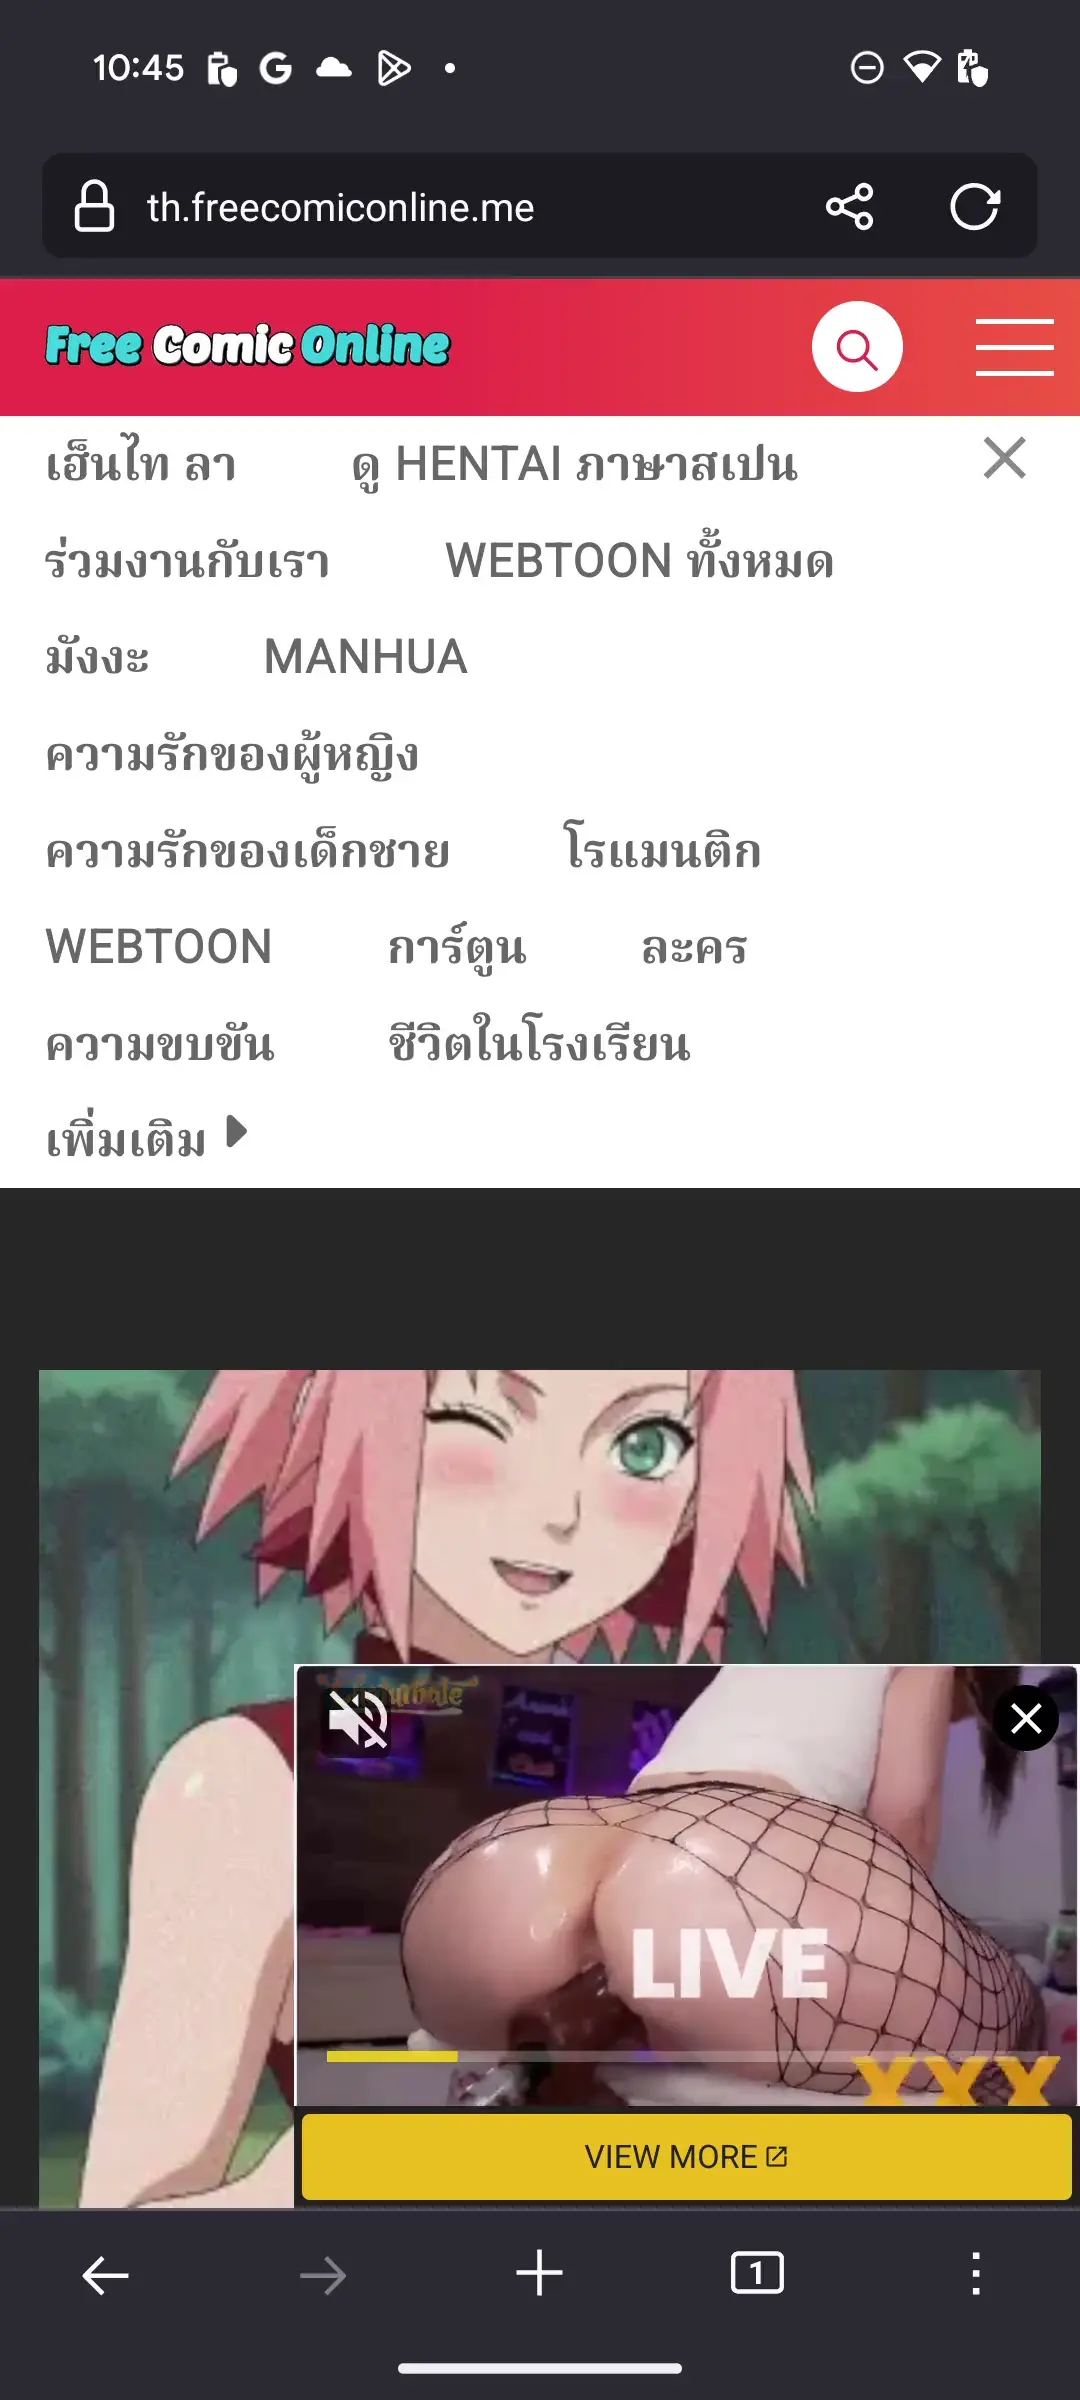 10:45
th.freecomiconline.me
Free Comic Online
เฮ็นไท ลา ดู HENTAI ภาษาสเปน
ร่วมงานกับเรา WEBTOON ทั้งหมด
มังงะ MANHUA
ความรักของผู้หญิง
ความรักของเด็กชาย โรแมนติก
WEBTOON การ์ตูน ละคร
ความขบขัน ชีวิตในโรงเรียน
เพิ่มเติม
LIVE
XXX
VIEW MORE
1